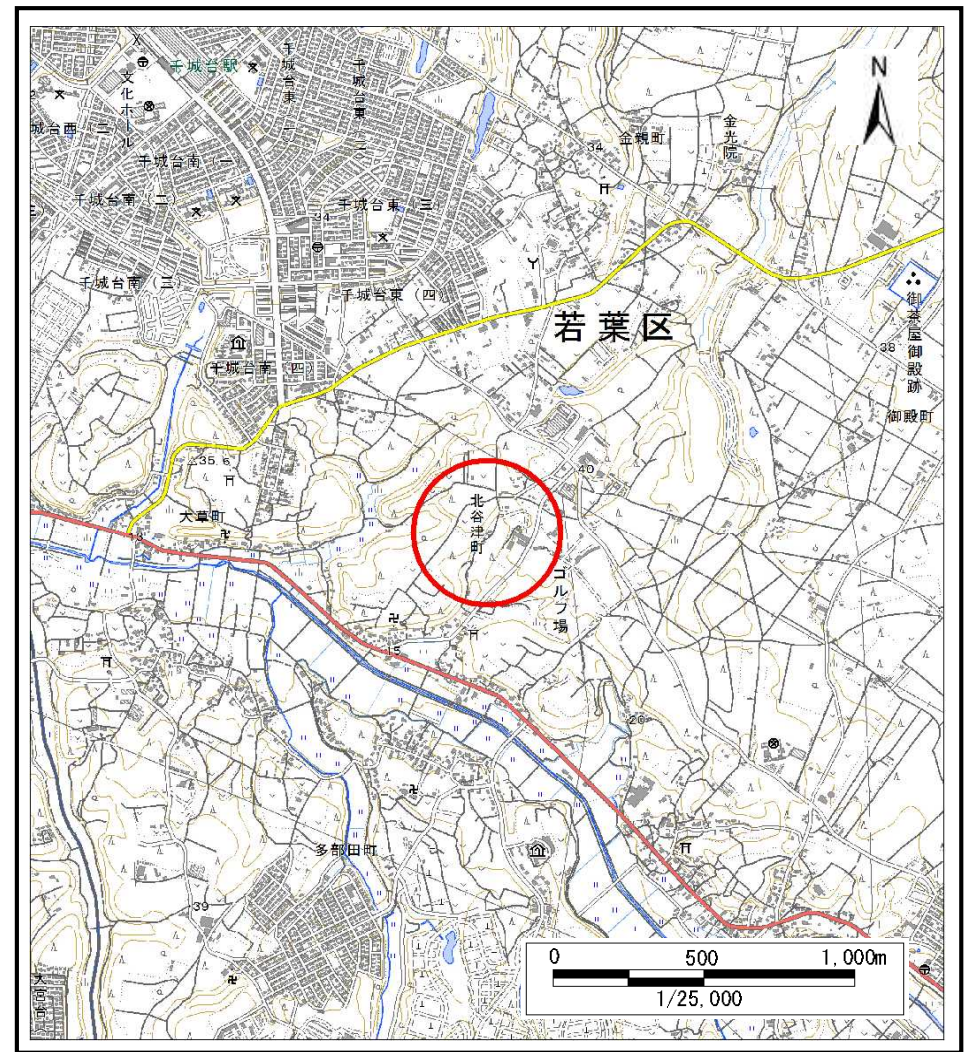 千城台駅
文化ホール
千城台東
千城台東(二)
城台西(二)
千城台南(一)
千城台南(二)
千城台南(三)
34
千城台東(三)
千城台東(四)
千城台南(四)
34
金親町
金光院
N
若葉区
38
御茶屋御殿跡
御殿町
35.6
大草町
13
40
北谷津町
ゴルフ場
15
20
多部田町
39
大宮台
0 500 1,000m
1/25,000